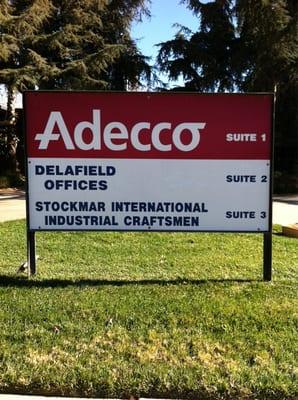 Adecco SUITE 1
DELAFIELD
OFFICES SUITE 2
STOCKMAR INTERNATIONAL
INDUSTRIAL CRAFTSMEN SUITE 3